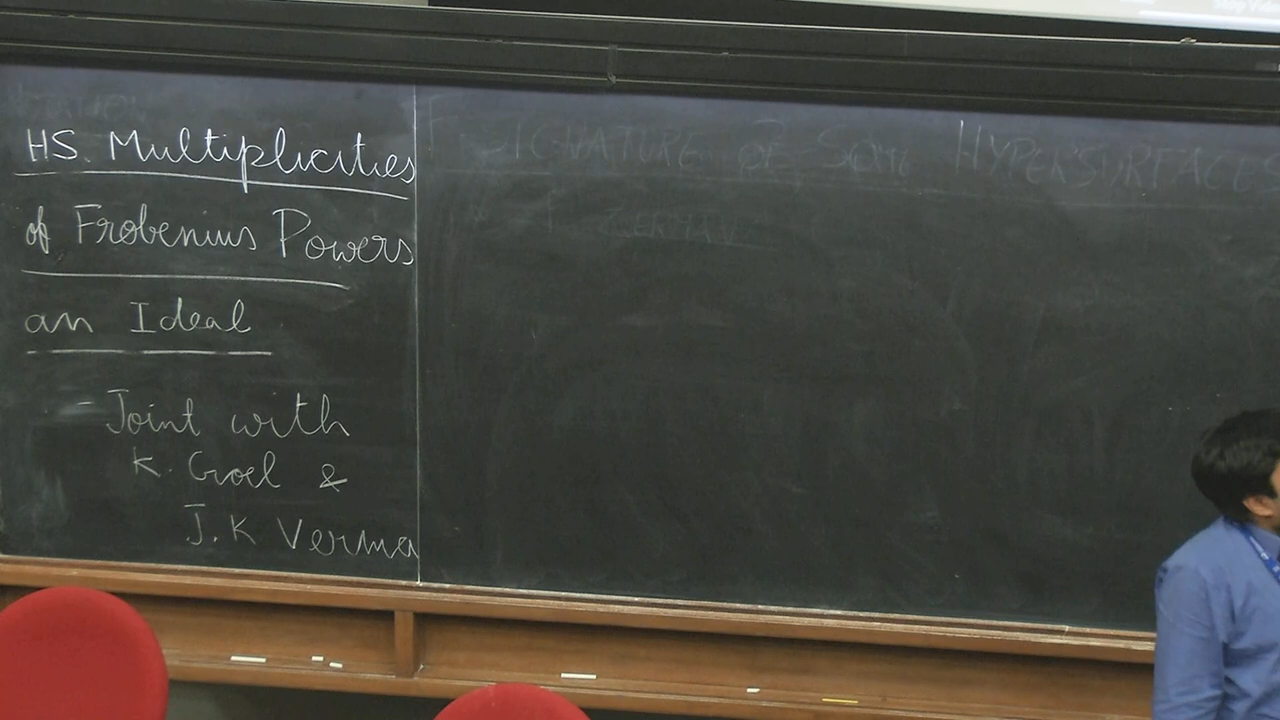 HS. Multiplicities
of Frobenius Powers
an Ideal
- Joint with
K. Goel &
J. K Verma
F SIGNATURE OF SOME HYPERSURFACES